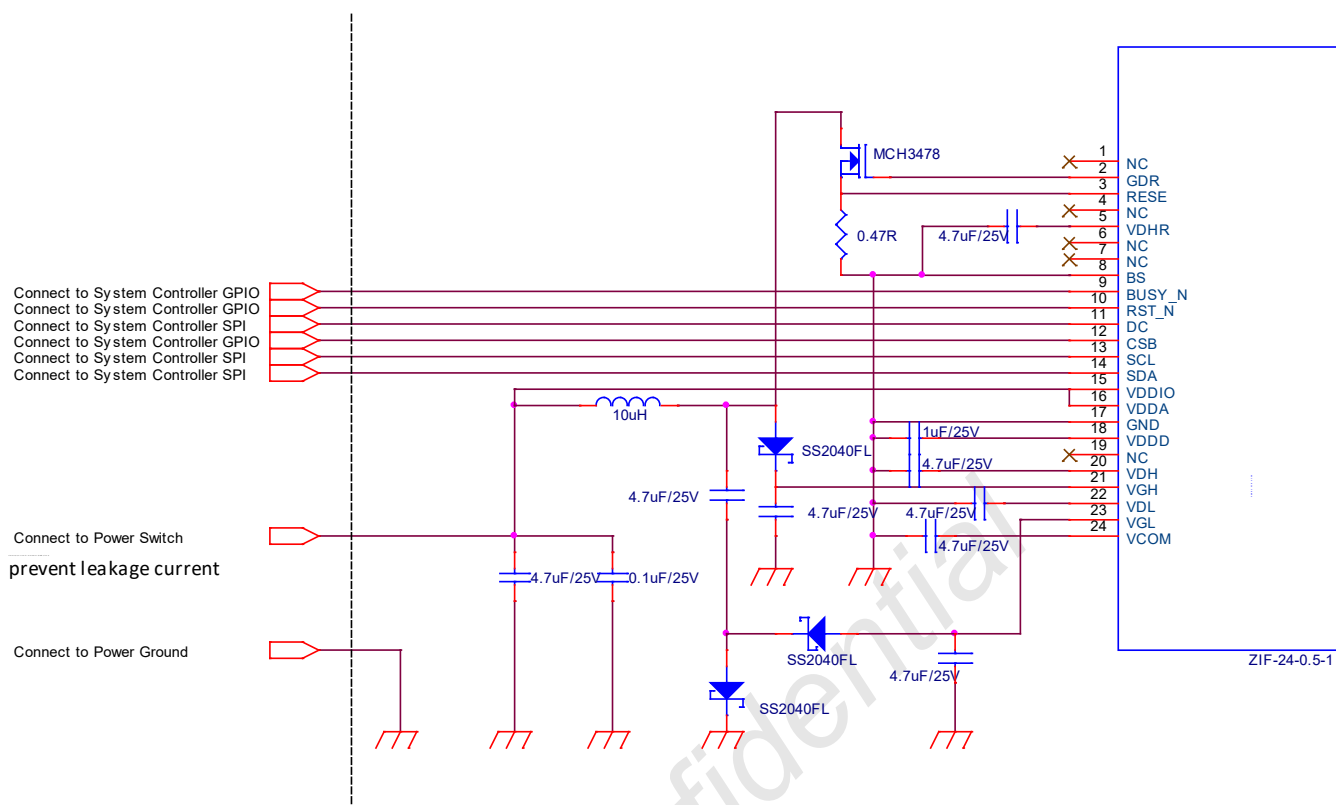 MCH3478
0.47R
4.7uF/25V
1
NC
2
GDR
3
RESE
4
NC
5
VDHR
6
NC
7
NC
8
BS
9
BUSY_N
10
RST_N
11
DC
12
CSB
13
SCL
14
SDA
15
VDDIO
16
VDDA
17
GND
18
VDDD
19
NC
20
VDH
21
VGH
22
VDL
23
VGL
24
VCOM
Connect to System Controller GPIO
Connect to System Controller GPIO
Connect to System Controller SPI
Connect to System Controller GPIO
Connect to System Controller SPI
Connect to System Controller SPI
10uH
SS2040FL
1uF/25V
4.7uF/25V
4.7uF/25V
4.7uF/25V
4.7uF/25V
4.7uF/25V
Connect to Power Switch
prevent leakage current
4.7uF/25V
0.1uF/25V
Connect to Power Ground
SS2040FL
4.7uF/25V
SS2040FL
ZIF-24-0.5-1
fidential